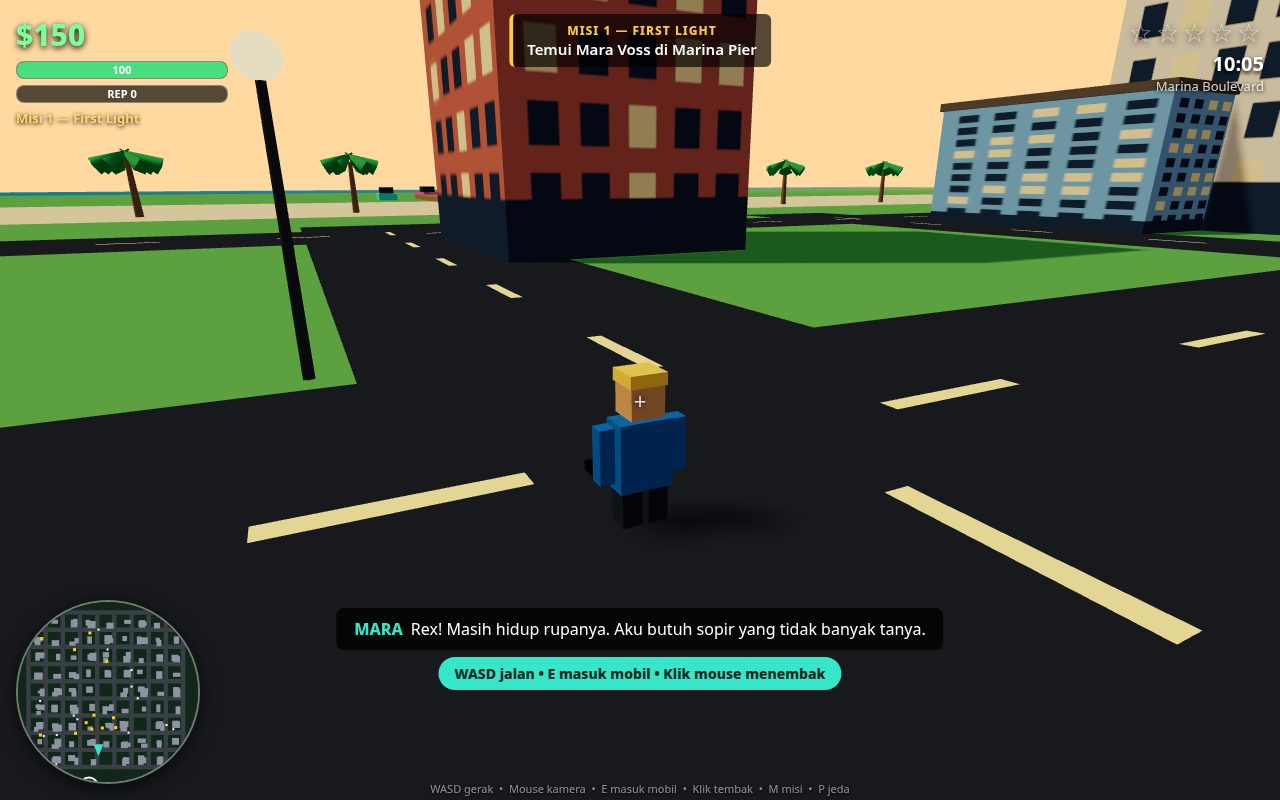 $150
100
REP 0
Misi 1 — First Light
MISI 1 — FIRST LIGHT
Temui Mara Voss di Marina Pier
10:05
Marina Boulevard
MARA Rex! Masih hidup rupanya. Aku butuh sopir yang tidak banyak tanya.
WASD jalan • E masuk mobil • Klik mouse menembak
WASD gerak • Mouse kamera • E masuk mobil • Klik tembak • M misi • P jeda